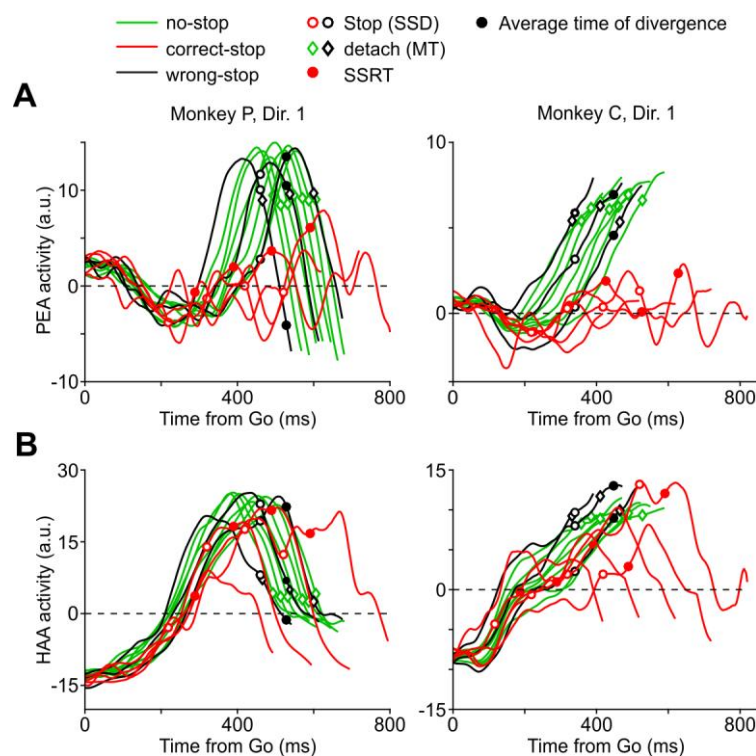 no-stop
correct-stop
wrong-stop
Stop (SSD)
detach (MT)
SSRT
Average time of divergence
A
Monkey P, Dir. 1
Monkey C, Dir. 1
PEA activity (a.u.)
10
0
-10
0 400 800
Time from Go (ms)
10
0
0 400 800
Time from Go (ms)
B
HAA activity (a.u.)
30
15
0
-15
0 400 800
Time from Go (ms)
15
0
-15
0 400 800
Time from Go (ms)